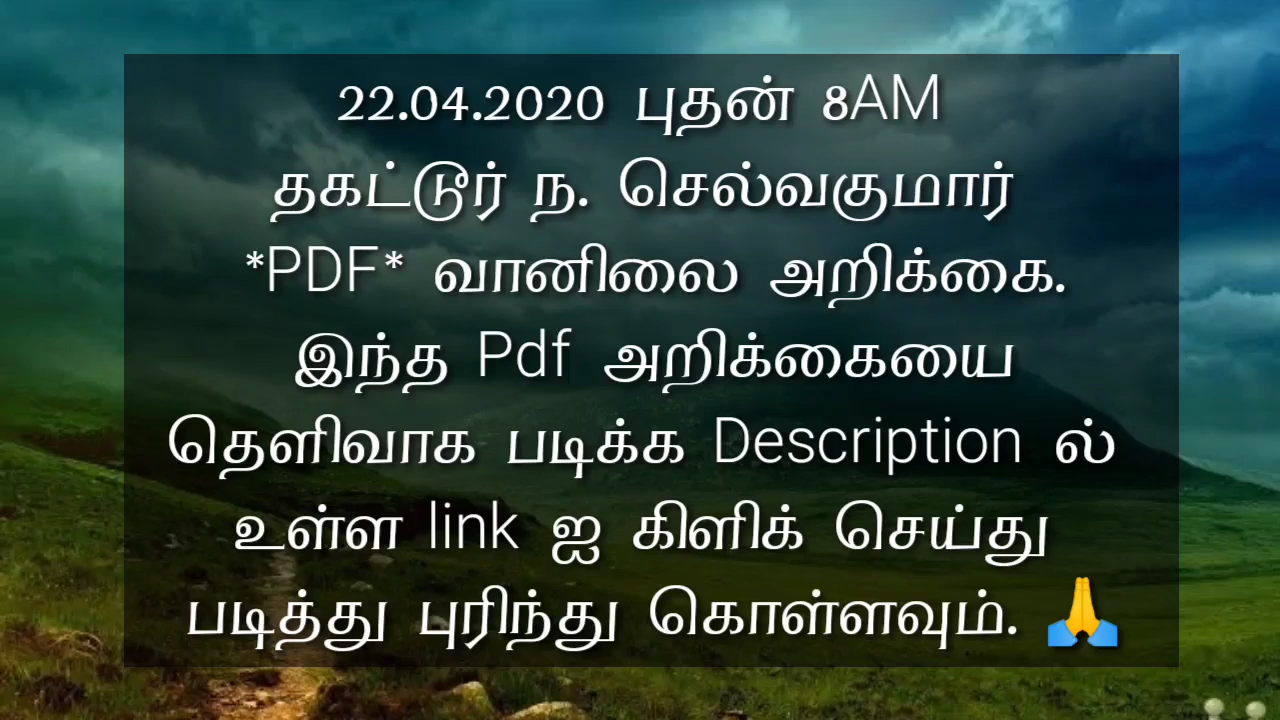 22.04.2020 புதன் 8AM
தகட்டூர் ந. செல்வகுமார்
*PDF* வானிலை அறிக்கை.
இந்த Pdf அறிக்கையை
தெளிவாக படிக்க Description ல்
உள்ள link ஐ கிளிக் செய்து
படித்து புரிந்து கொள்ளவும். 🙏